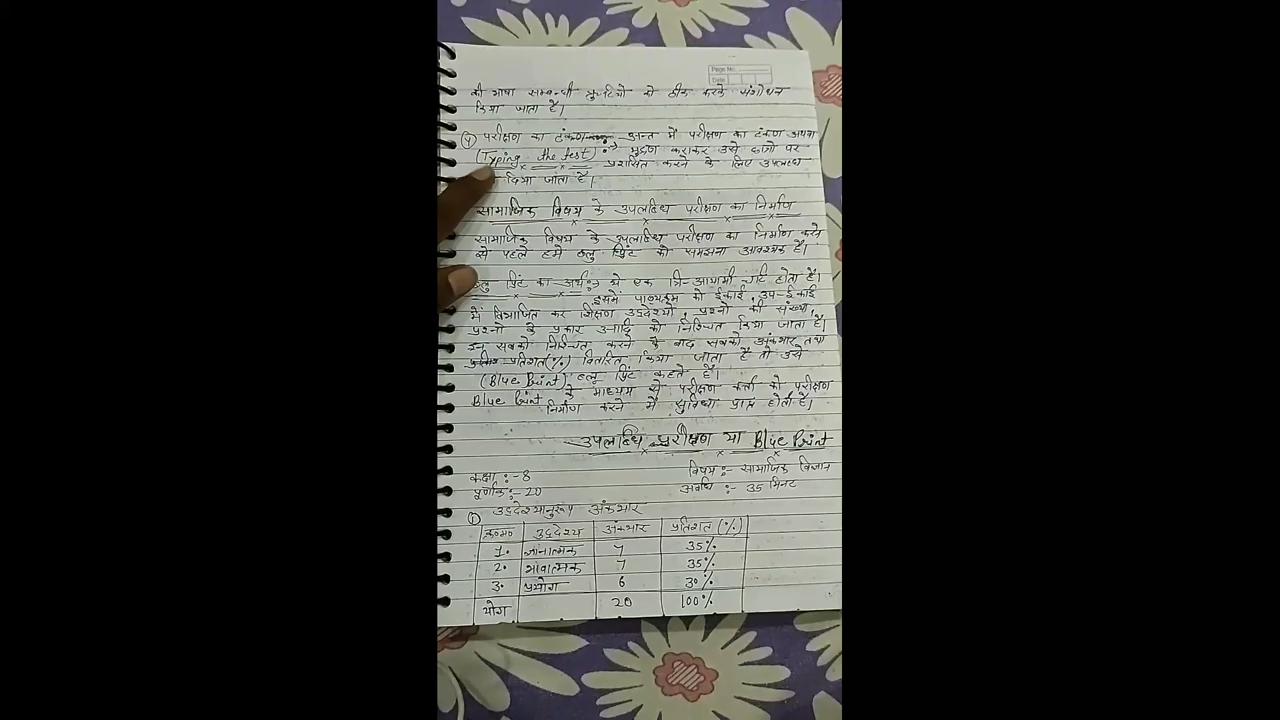 Page No.
Date
की भाषा सम्बन्धी त्रुटियो को ठीक करके संशोधन
किया जाता है।
(4) परीक्षण का टंकण अन्त में परीक्षण का टंकण अथवा
(Typing the test) :→ मुद्रण कराकर उसे छात्रो पर
प्रशासित करने के लिए उपलब्ध
दिया जाता है।
सामाजिक विषय के उपलब्धि परीक्षण का निर्माण
सामाजिक विषय के उपलब्धि परीक्षण का निर्माण करने
से पहले हमे ब्लु प्रिंट को समझना आवश्यक है।
ब्लु प्रिंट का अर्थ :→ ये एक त्रि-आयामी चार्ट होता है।
इसमें पाठ्यक्रम को ईकाई, उप-ईकाई
में विभाजित कर शिक्षण उद्देश्यो, प्रश्नो की संख्या,
प्रश्नो के प्रकार आदि को निश्चित किया जाता है।
इन सबको निश्चित करने के बाद सबको अंकभार तथा
प्रतिशत(%) वितरित किया जाता है तो उसे
(Blue Print) ब्लू प्रिंट कहते है।
Blue Print के माध्यम से परीक्षण कर्त्ता को परीक्षण
निर्माण करने में सुविधा प्राप्त होती है।
उपलब्धि परीक्षण या Blue Print
कक्षा :- 8 विषय :- सामाजिक विज्ञान
पूर्णांक :- 20 अवधि :- 35 मिनट
(1) उद्देश्यानुरूप अंकभार
क्र०सं० उद्देश्य अंकभार प्रतिशत (%)
1. ज्ञानात्मक 7 35%
2. भावात्मक 7 35%
3. प्रयोग 6 30%
योग 20 100%